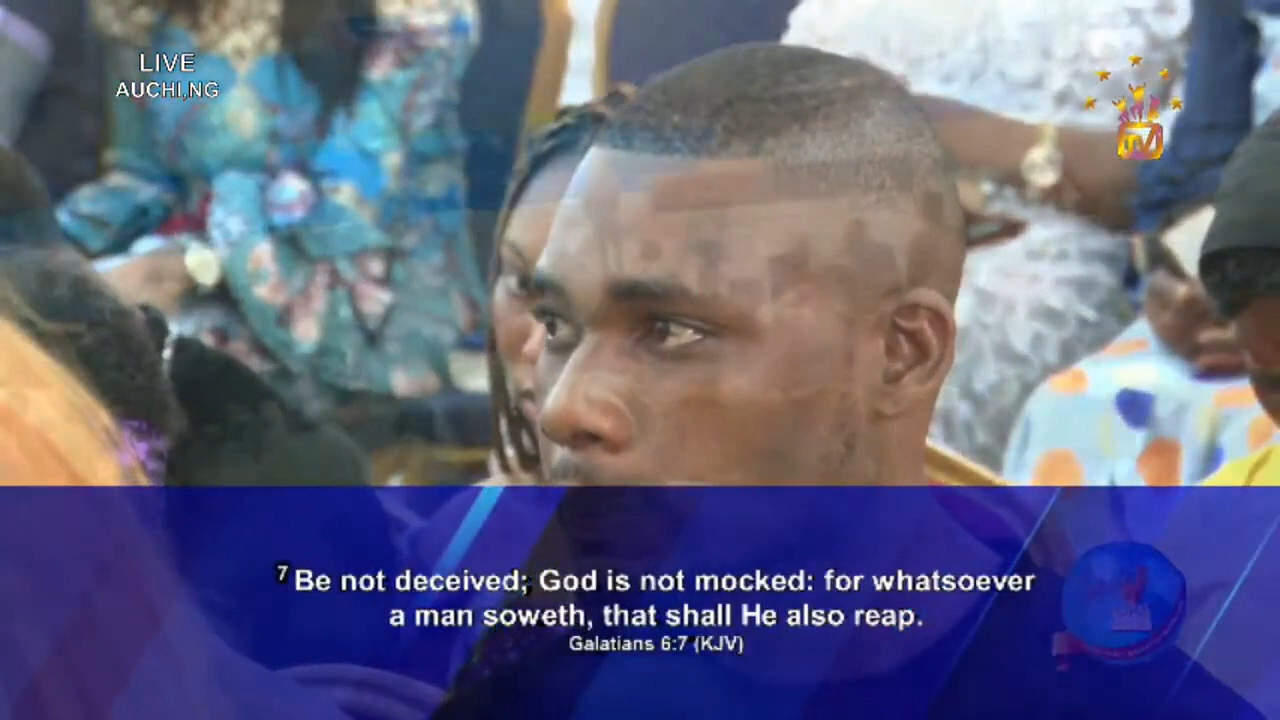 LIVE
AUCHI,NG
7 Be not deceived; God is not mocked: for whatsoever
a man soweth, that shall He also reap.
Galatians 6:7 (KJV)